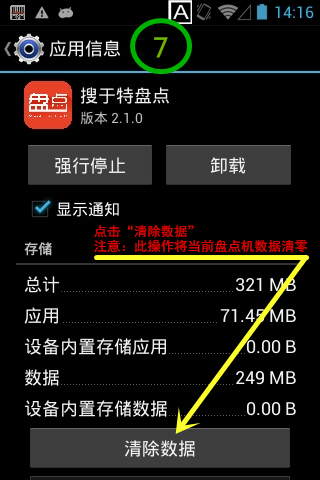 A 14:16
应用信息 7
盘点 搜于特盘点
版本 2.1.0
强行停止 卸载
显示通知
点击“清除数据”
存储 注意：此操作将当前盘点机数据清零
总计 321 MB
应用 71.45 MB
设备内置存储应用 0.00 B
数据 249 MB
设备内置存储数据 0.00 B
清除数据